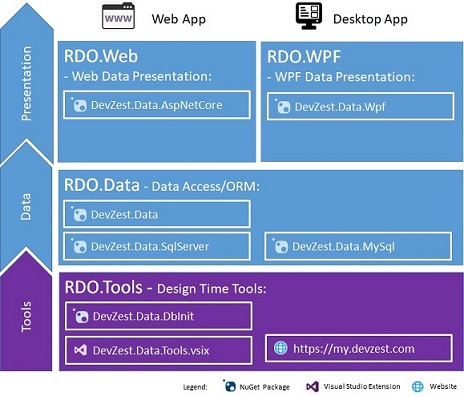 Web App
Desktop App
WWW
Presentation
RDO.Web
- Web Data Presentation:
DevZest.Data.AspNetCore
RDO.WPF
- WPF Data Presentation:
DevZest.Data.Wpf
Data
RDO.Data - Data Access/ORM:
DevZest.Data
DevZest.Data.SqlServer
DevZest.Data.MySql
Tools
RDO.Tools - Design Time Tools:
DevZest.Data.DbInit
DevZest.Data.Tools.vsix
https://my.devzest.com
Legend: NuGet Package Visual Studio Extension Website